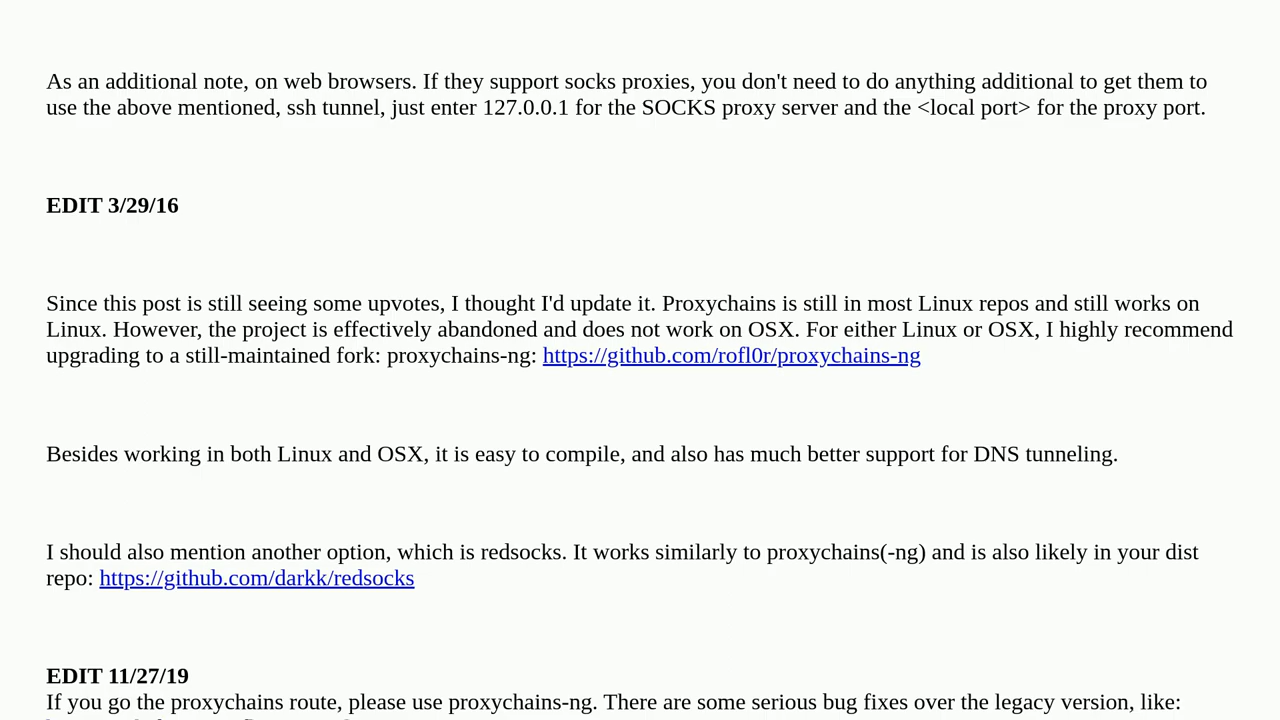 As an additional note, on web browsers. If they support socks proxies, you don't need to do anything additional to get them to
use the above mentioned, ssh tunnel, just enter 127.0.0.1 for the SOCKS proxy server and the <local port> for the proxy port.
EDIT 3/29/16
Since this post is still seeing some upvotes, I thought I'd update it. Proxychains is still in most Linux repos and still works on
Linux. However, the project is effectively abandoned and does not work on OSX. For either Linux or OSX, I highly recommend
upgrading to a still-maintained fork: proxychains-ng: https://github.com/rofl0r/proxychains-ng
Besides working in both Linux and OSX, it is easy to compile, and also has much better support for DNS tunneling.
I should also mention another option, which is redsocks. It works similarly to proxychains(-ng) and is also likely in your dist
repo: https://github.com/darkk/redsocks
EDIT 11/27/19
If you go the proxychains route, please use proxychains-ng. There are some serious bug fixes over the legacy version, like: